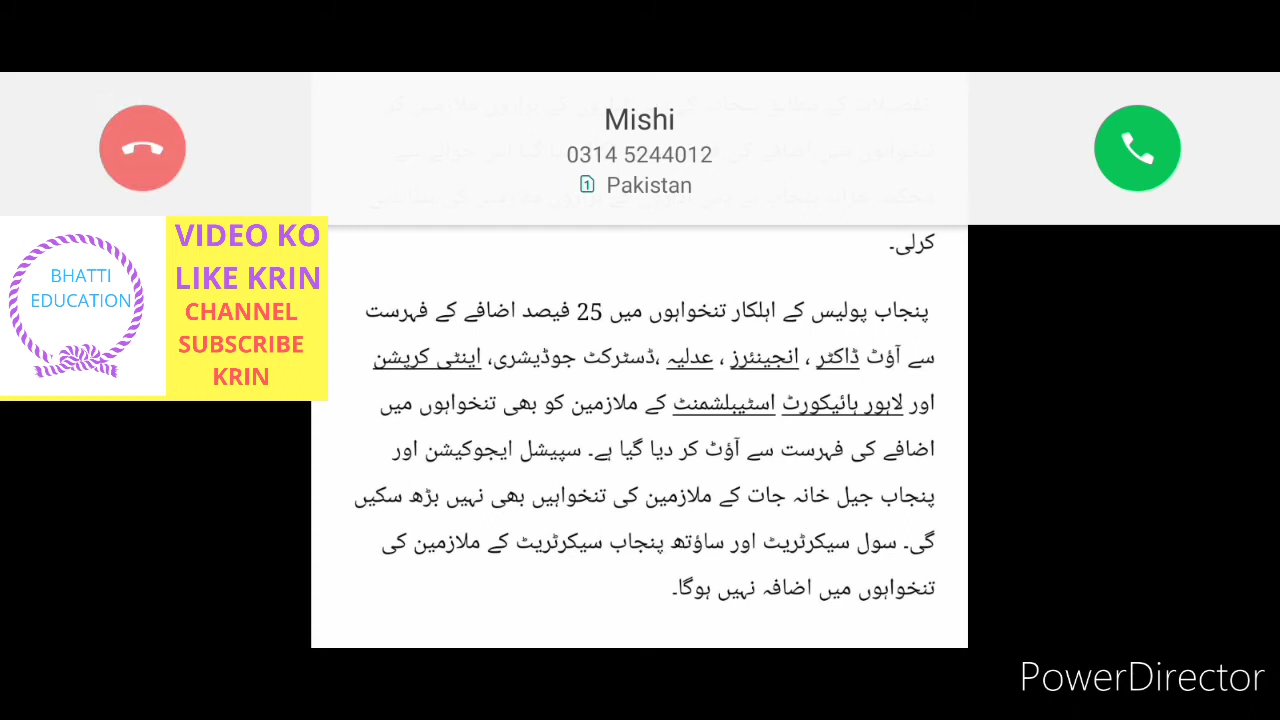 Mishi
0314 5244012
1 Pakistan
BHATTI
EDUCATION
VIDEO KO
LIKE KRIN
CHANNEL
SUBSCRIBE
KRIN
کرلی۔
پنجاب پولیس کے اہلکار تنخواہوں میں 25 فیصد اضافے کے فہرست
سے آؤٹ ڈاکٹر ، انجینئرز ، عدلیہ ،ڈسٹرکٹ جوڈیشری، اینٹی کرپشن
اور لاہور ہائیکورٹ اسٹیبلشمنٹ کے ملازمین کو بھی تنخواہوں میں
اضافے کی فہرست سے آؤٹ کر دیا گیا ہے۔ سپیشل ایجوکیشن اور
پنجاب جیل خانہ جات کے ملازمین کی تنخواہیں بھی نہیں بڑھ سکیں
گی۔ سول سیکرٹریٹ اور ساؤتھ پنجاب سیکرٹریٹ کے ملازمین کی
تنخواہوں میں اضافہ نہیں ہوگا۔
PowerDirector